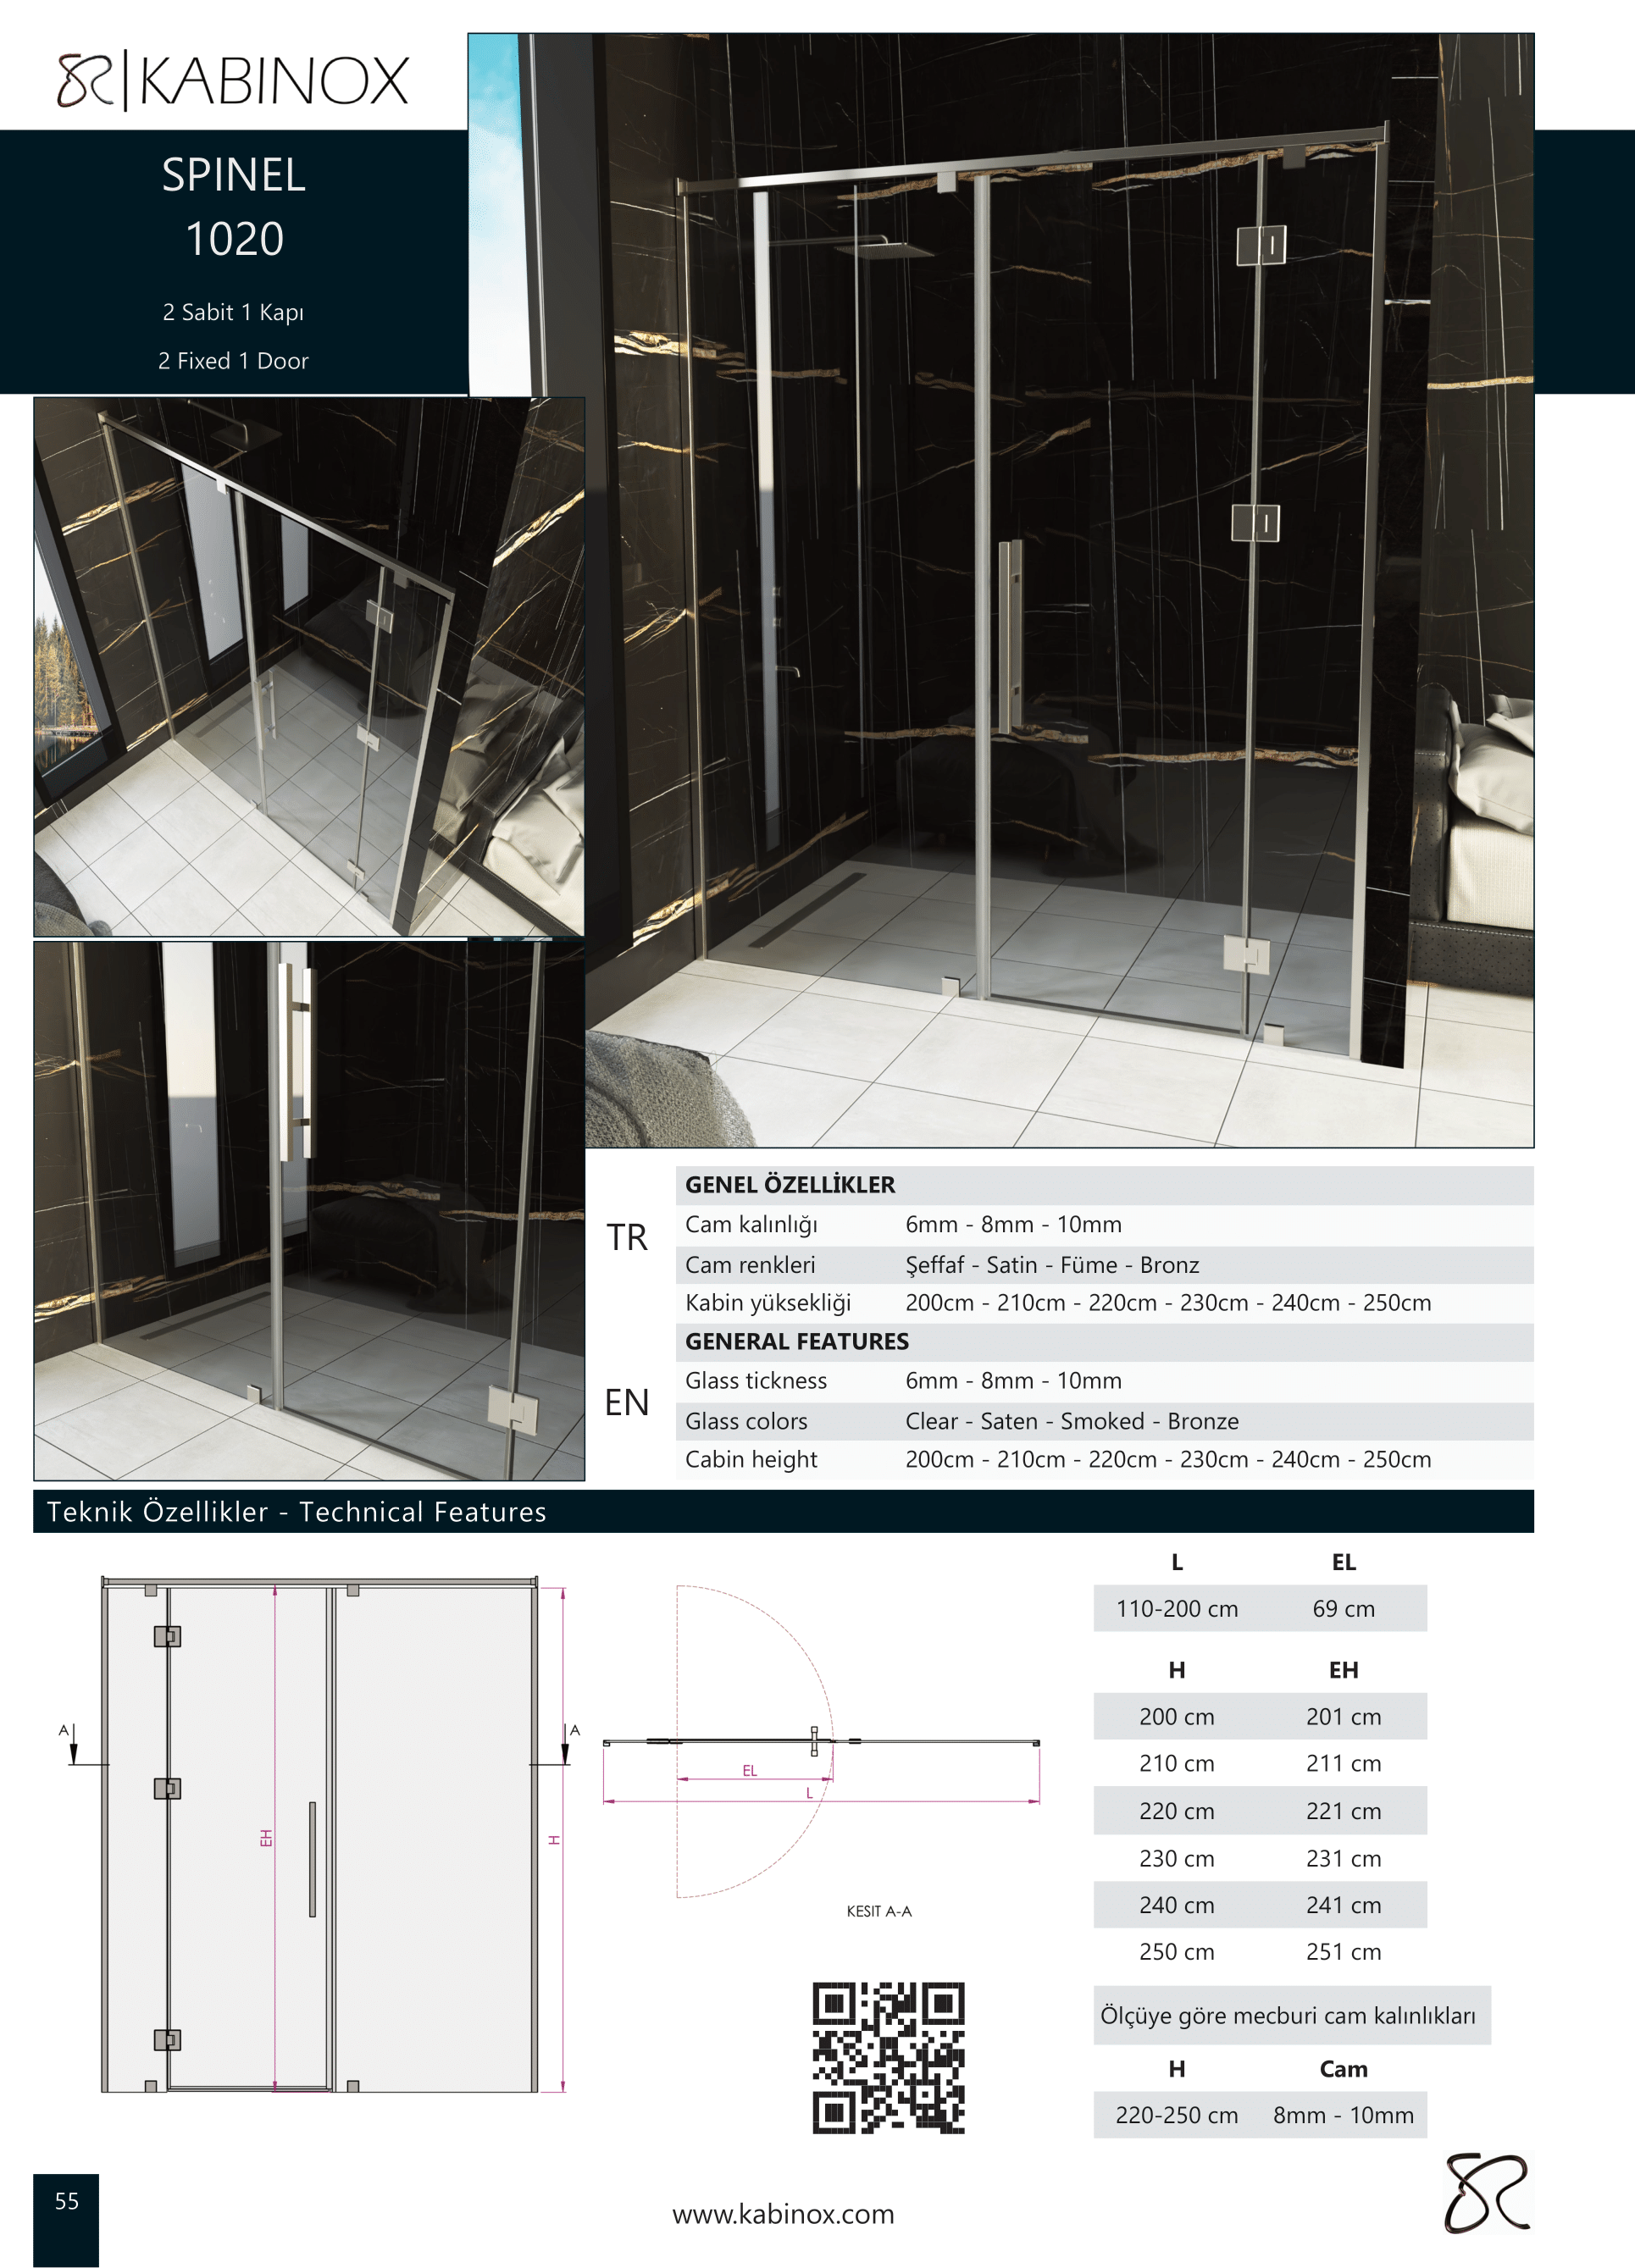 KABINOX
SPINEL
1020
2 Sabit 1 Kapı
2 Fixed 1 Door
TR
GENEL ÖZELLİKLER
Cam kalınlığı 6mm - 8mm - 10mm
Cam renkleri Şeffaf - Satin - Füme - Bronz
Kabin yüksekliği 200cm - 210cm - 220cm - 230cm - 240cm - 250cm
EN
GENERAL FEATURES
Glass tickness 6mm - 8mm - 10mm
Glass colors Clear - Saten - Smoked - Bronze
Cabin height 200cm - 210cm - 220cm - 230cm - 240cm - 250cm
Teknik Özellikler - Technical Features
A
A
EH
H
EL
L
KESIT A-A
L EL
110-200 cm 69 cm
H EH
200 cm 201 cm
210 cm 211 cm
220 cm 221 cm
230 cm 231 cm
240 cm 241 cm
250 cm 251 cm
Ölçüye göre mecburi cam kalınlıkları
H Cam
220-250 cm 8mm - 10mm
55
www.kabinox.com